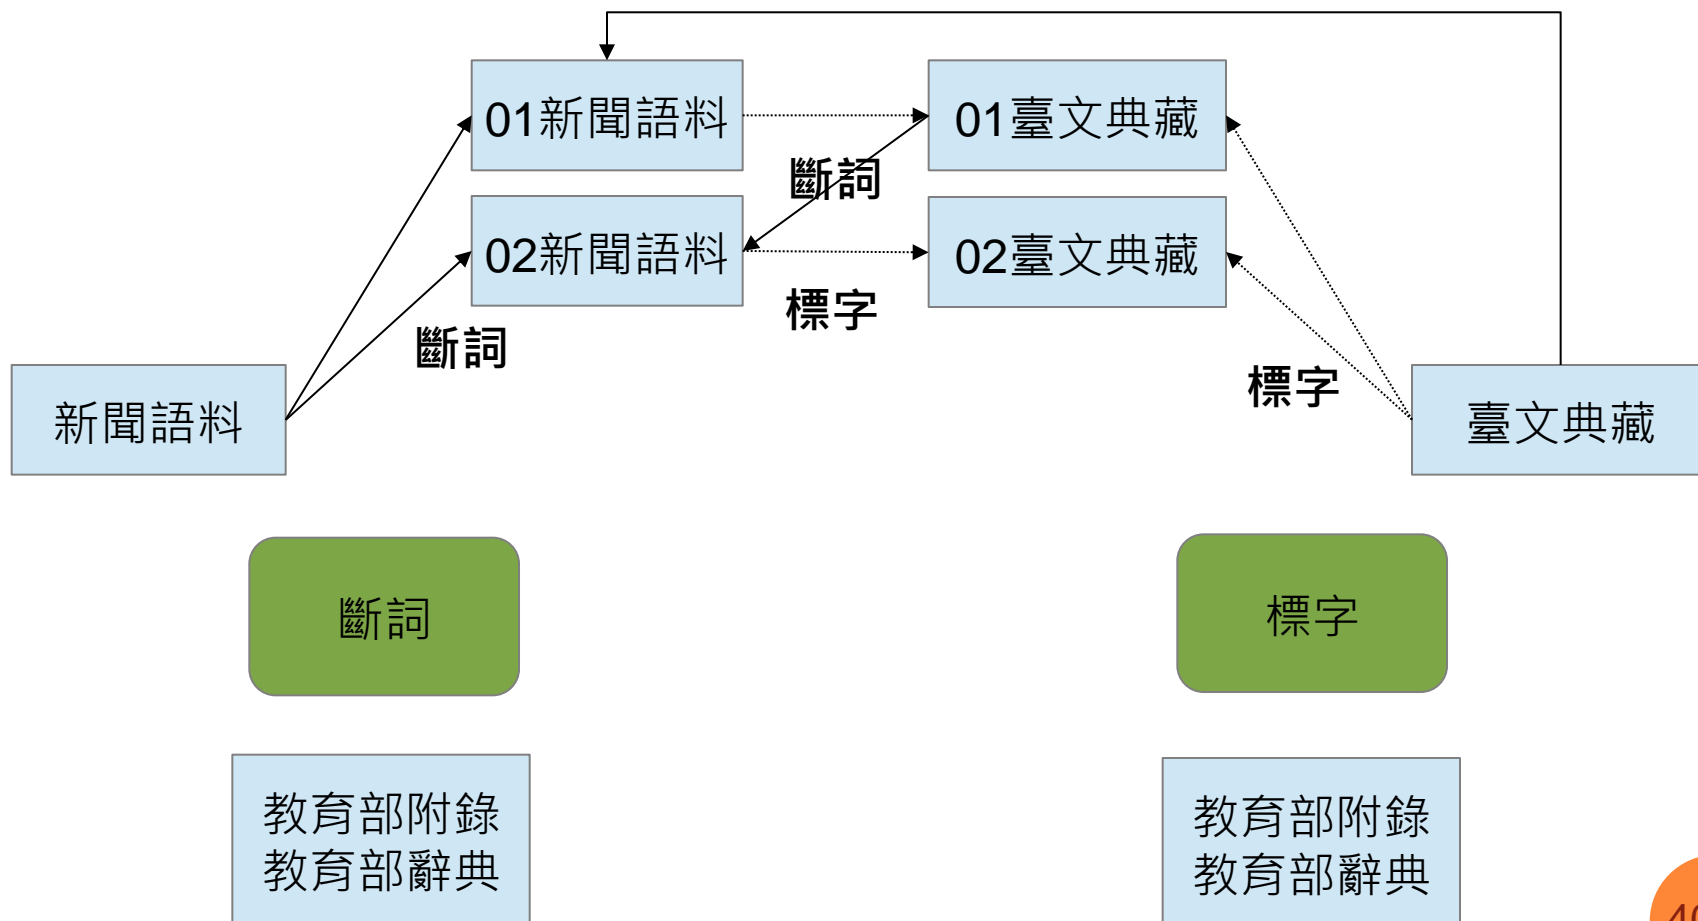 01新聞語料
01臺文典藏
斷詞
02新聞語料
02臺文典藏
標字
斷詞
標字
新聞語料
臺文典藏
斷詞
標字
教育部附錄
教育部辭典
教育部附錄
教育部辭典